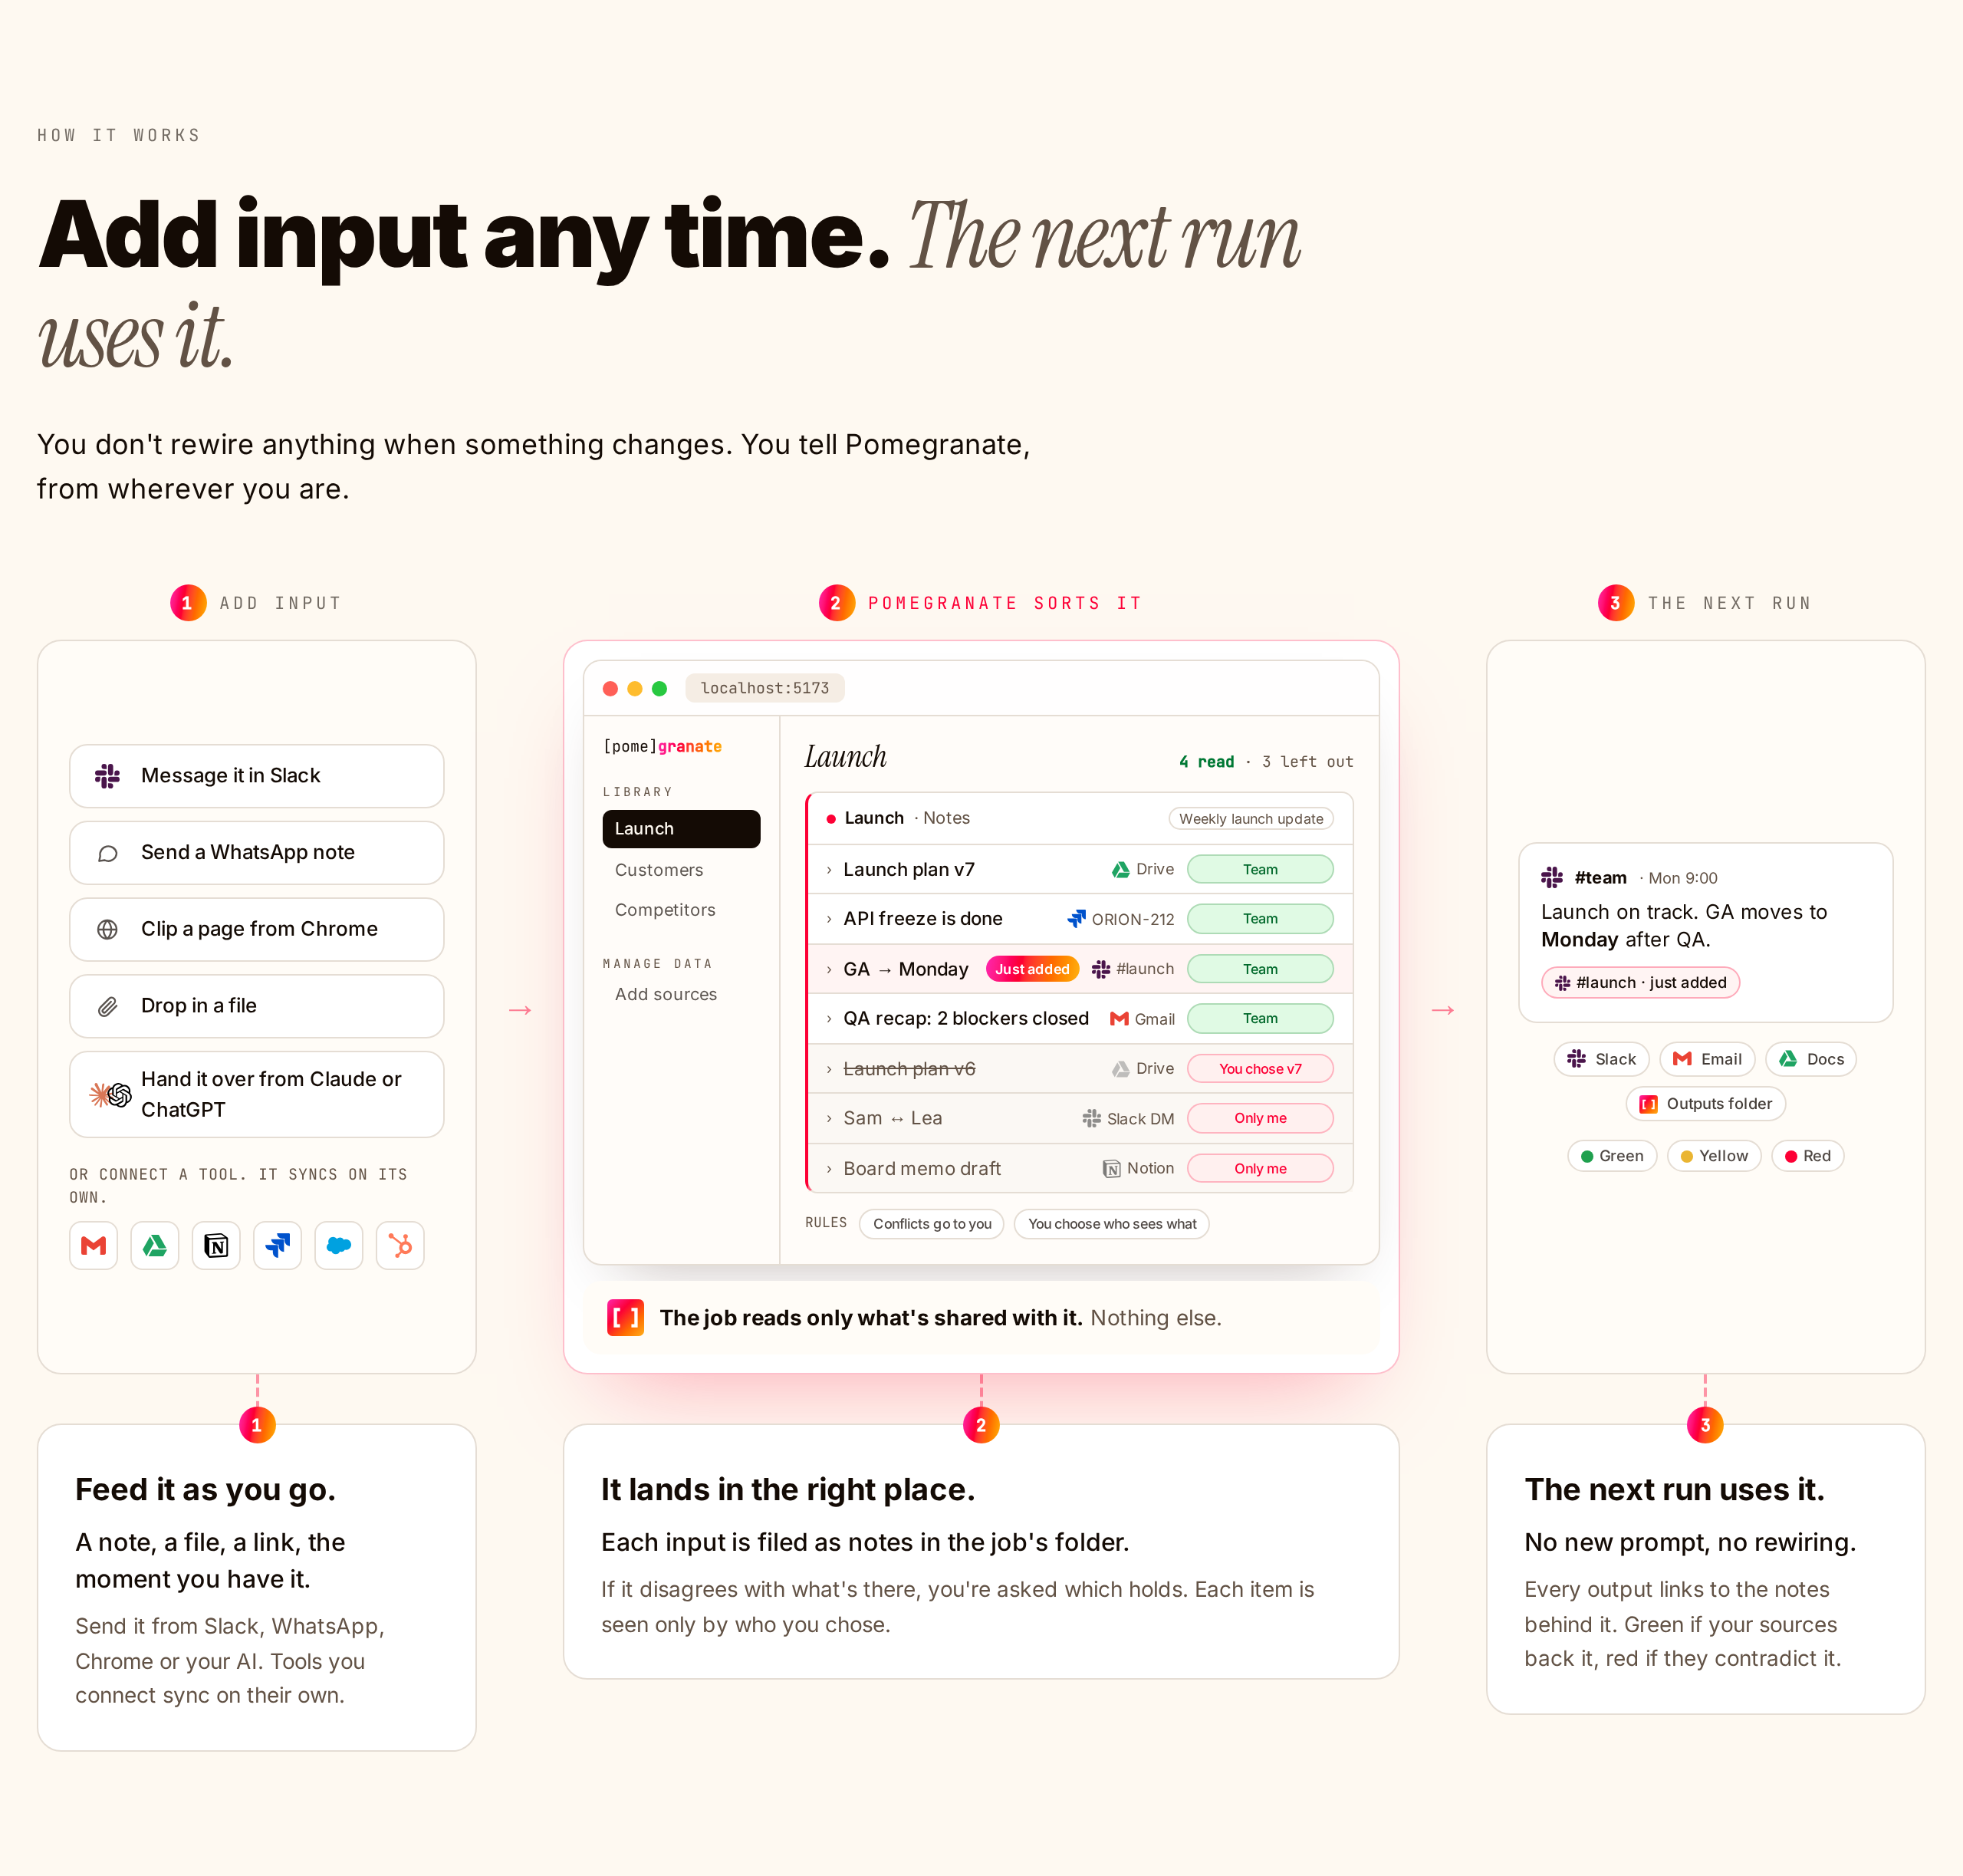 HOW IT WORKS
Add input any time. The next run
uses it.
You don't rewire anything when something changes. You tell Pomegranate,
from wherever you are.
1 ADD INPUT
Message it in Slack
Send a WhatsApp note
Clip a page from Chrome
Drop in a file
Hand it over from Claude or
ChatGPT
OR CONNECT A TOOL. IT SYNCS ON ITS
OWN.
2 POMEGRANATE SORTS IT
localhost:5173
[pome]granate
LIBRARY
Launch
Customers
Competitors
MANAGE DATA
Add sources
Launch
4 read · 3 left out
Launch · Notes Weekly launch update
› Launch plan v7 Drive Team
› API freeze is done ORION-212 Team
› GA → Monday Just added #launch Team
› QA recap: 2 blockers closed Gmail Team
› Launch plan v6 Drive You chose v7
› Sam ↔ Lea Slack DM Only me
› Board memo draft Notion Only me
RULES Conflicts go to you You choose who sees what
[ ] The job reads only what's shared with it. Nothing else.
3 THE NEXT RUN
#team · Mon 9:00
Launch on track. GA moves to
Monday after QA.
#launch · just added
Slack Email Docs
[ ] Outputs folder
Green Yellow Red
→
→
1
Feed it as you go.
A note, a file, a link, the
moment you have it.
Send it from Slack, WhatsApp,
Chrome or your AI. Tools you
connect sync on their own.
2
It lands in the right place.
Each input is filed as notes in the job's folder.
If it disagrees with what's there, you're asked which holds. Each item is
seen only by who you chose.
3
The next run uses it.
No new prompt, no rewiring.
Every output links to the notes
behind it. Green if your sources
back it, red if they contradict it.